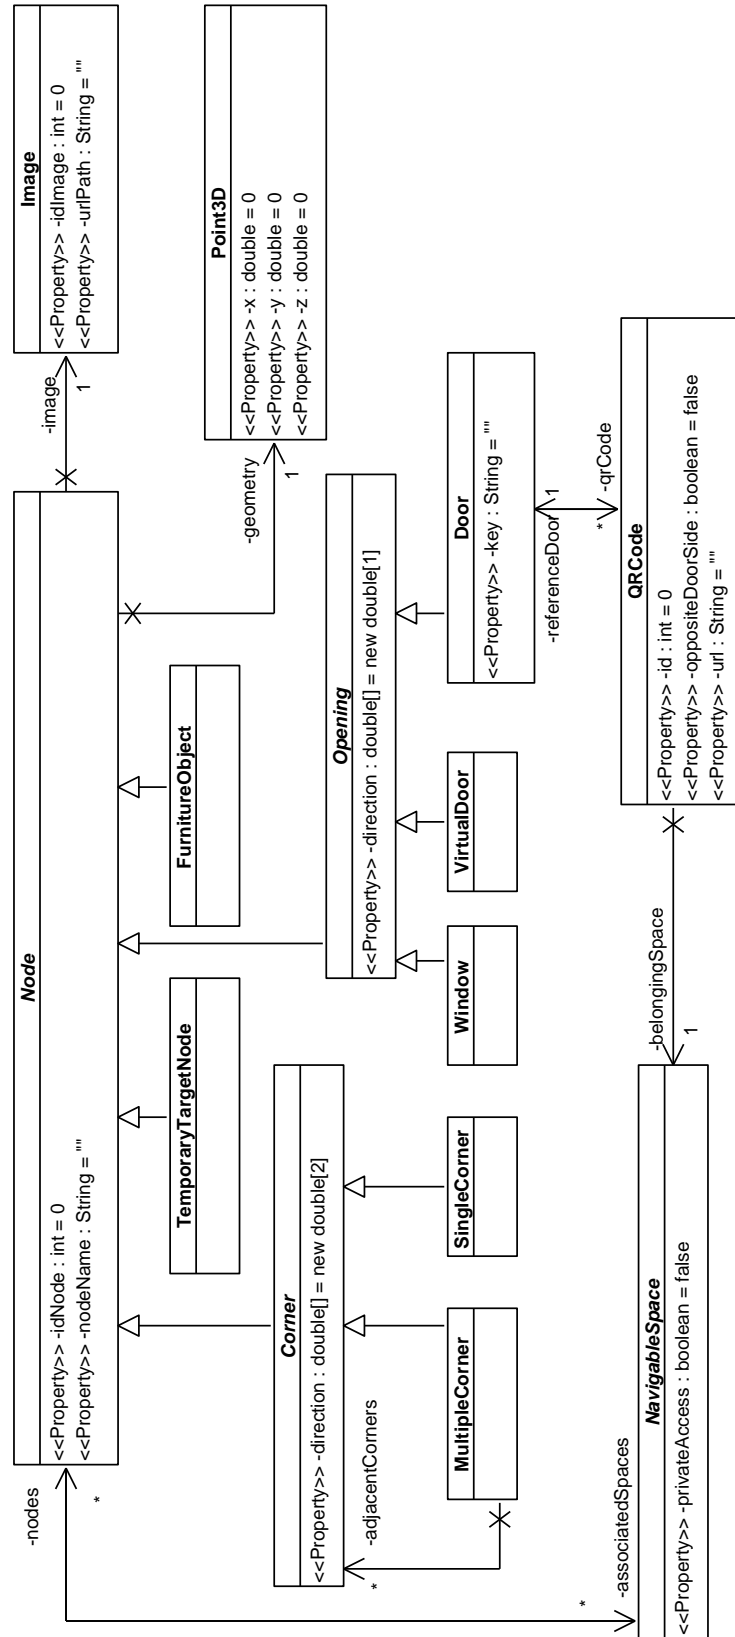 -nodes
*
Node
<<Property>> -idNode : int = 0
<<Property>> -nodeName : String = ""
-image
1
Image
<<Property>> -idImage : int = 0
<<Property>> -urlPath : String = ""
TemporaryTargetNode
FurnitureObject
-geometry
1
Point3D
<<Property>> -x : double = 0
<<Property>> -y : double = 0
<<Property>> -z : double = 0
Corner
<<Property>> -direction : double[] = new double[2]
-adjacentCorners
*
Opening
<<Property>> -direction : double[] = new double[1]
MultipleCorner
SingleCorner
Window
VirtualDoor
Door
<<Property>> -key : String = ""
-referenceDoor
1
*
-qrCode
-associatedSpaces
*
NavigableSpace
<<Property>> -privateAccess : boolean = false
-belongingSpace
1
QRCode
<<Property>> -id : int = 0
<<Property>> -oppositeDoorSide : boolean = false
<<Property>> -url : String = ""